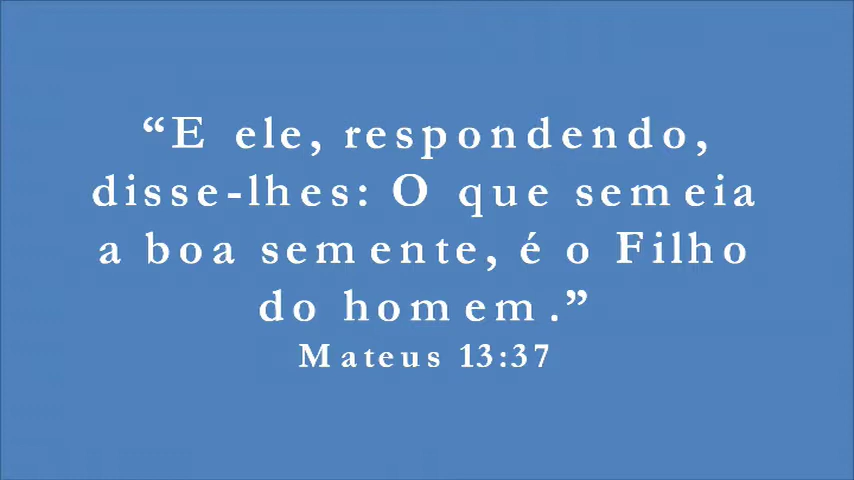 “E ele, respondendo,
disse-lhes: O que semeia
a boa semente, é o Filho
do homem.”
Mateus 13:37